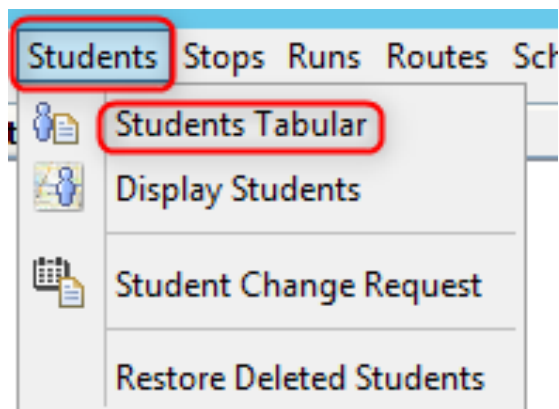 Students Stops Runs Routes Sch
Students Tabular
Display Students
Student Change Request
Restore Deleted Students